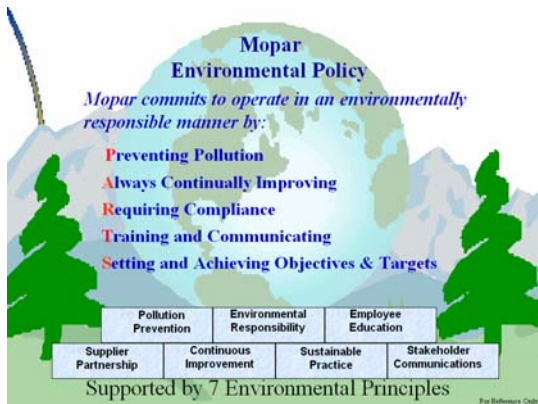 Mopar
Environmental Policy
Mopar commits to operate in an environmentally
responsible manner by:
Preventing Pollution
Always Continually Improving
Requiring Compliance
Training and Communicating
Setting and Achieving Objectives & Targets
Pollution
Prevention
Environmental
Responsibility
Employee
Education
Supplier
Partnership
Continuous
Improvement
Sustainable
Practice
Stakeholder
Communications
Supported by 7 Environmental Principles
For Reference Only